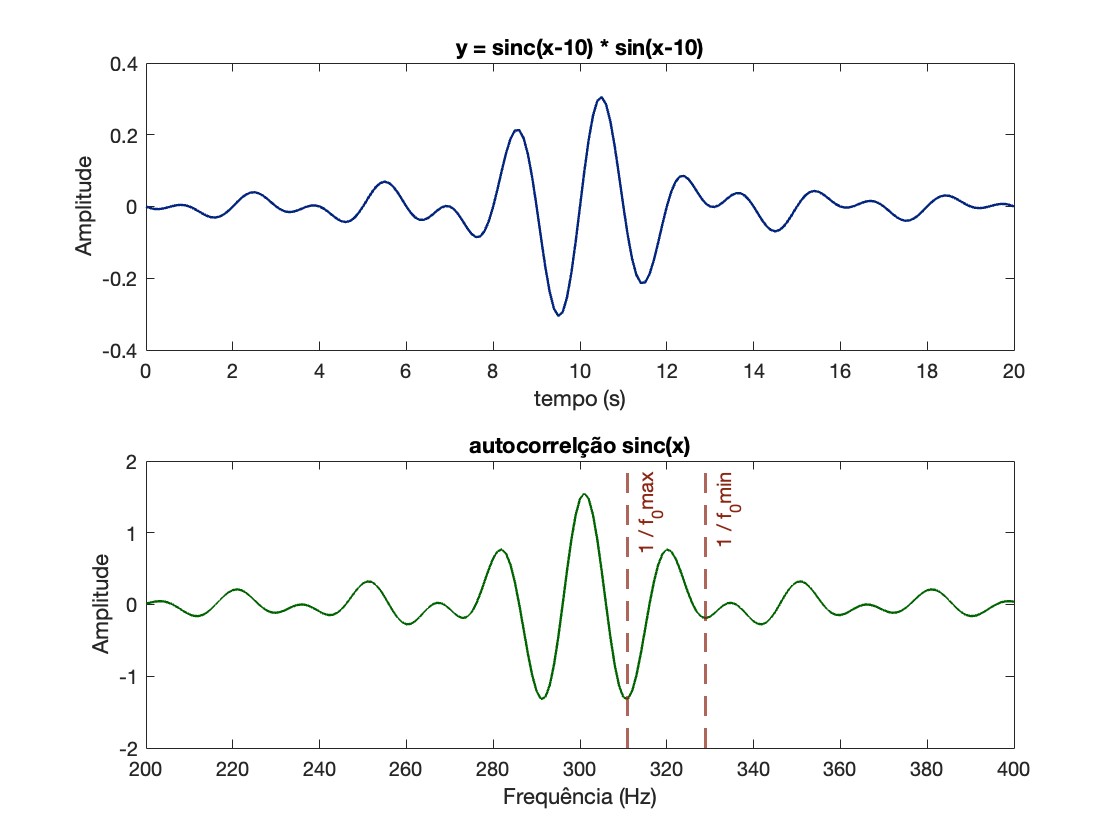 y = sinc(x-10) * sin(x-10)
0.4
0.2
0
-0.2
-0.4
Amplitude
0 2 4 6 8 10 12 14 16 18 20
tempo (s)
autocorrelção sinc(x)
2
1
0
-1
-2
Amplitude
1 / f0max
1 / f0min
200 220 240 260 280 300 320 340 360 380 400
Frequência (Hz)